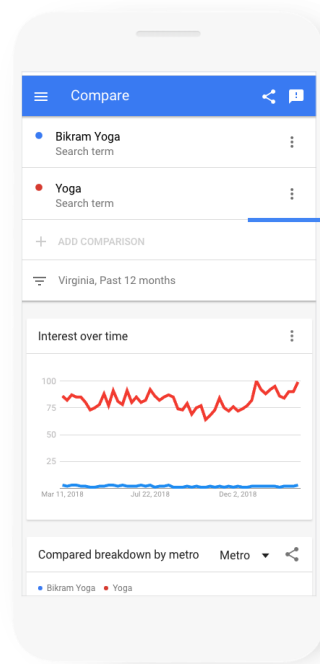 Compare
Bikram Yoga
Search term
Yoga
Search term
ADD COMPARISON
Virginia, Past 12 months
Interest over time
100
75
50
25
Mar 11, 2018 Jul 22, 2018 Dec 2, 2018
Compared breakdown by metro Metro
Bikram Yoga Yoga